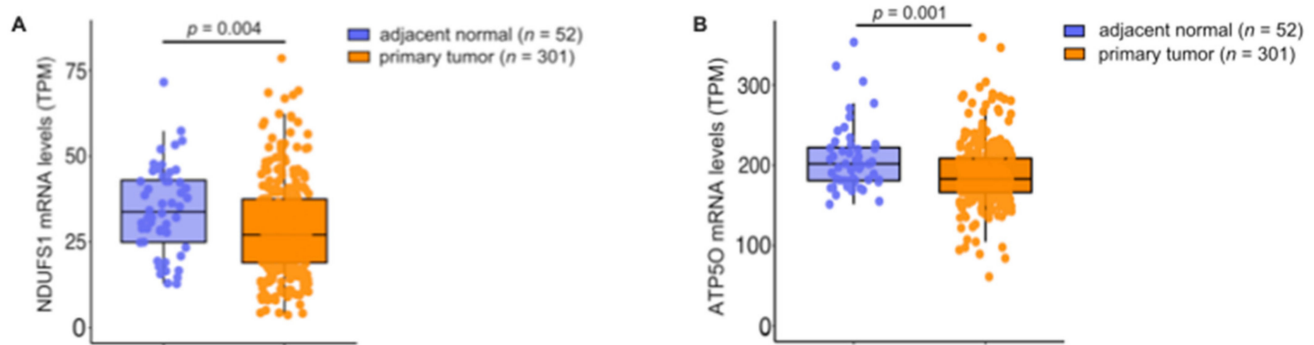 A
p = 0.004
adjacent normal (n = 52)
primary tumor (n = 301)
NDUFS1 mRNA levels (TPM)
75
50
25
0
B
p = 0.001
adjacent normal (n = 52)
primary tumor (n = 301)
ATP5O mRNA levels (TPM)
300
200
100
0